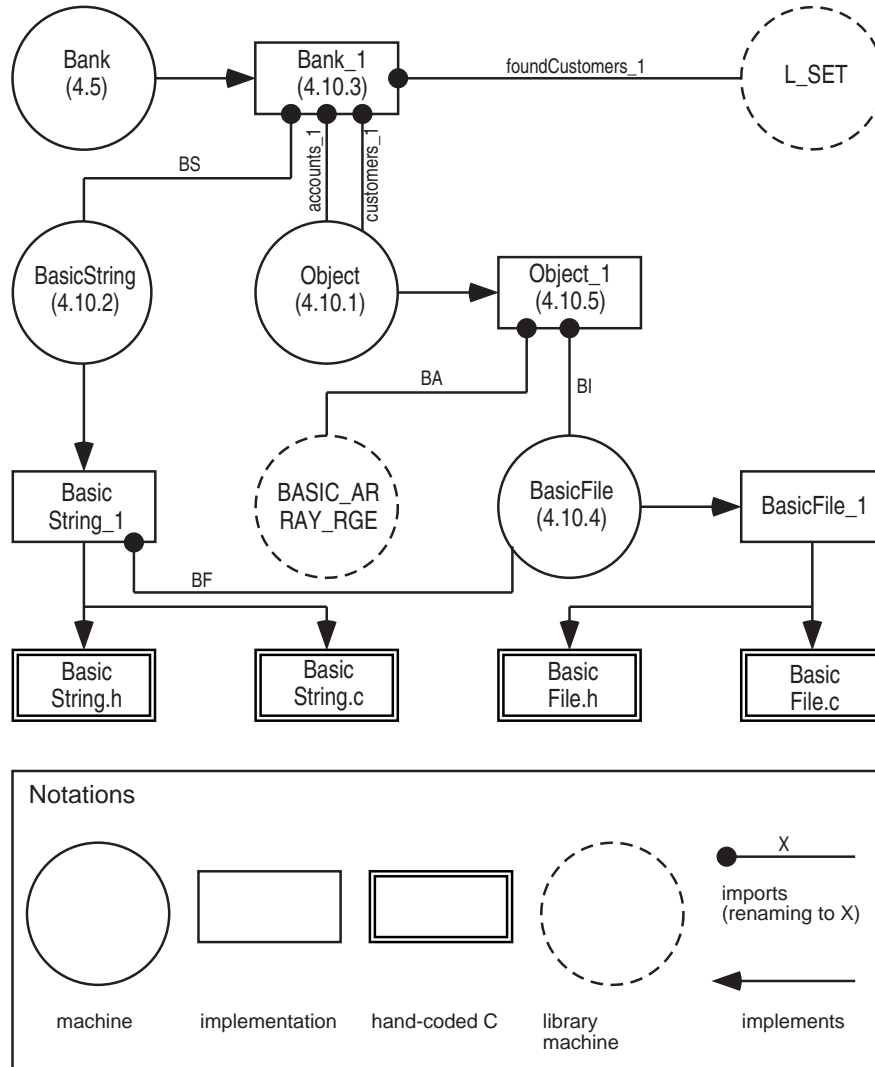 Bank
(4.5)
Bank_1
(4.10.3)
foundCustomers_1
L_SET
BS
accounts_1
customers_1
BasicString
(4.10.2)
Object
(4.10.1)
Object_1
(4.10.5)
BA
BI
Basic
String_1
BASIC_AR
RAY_RGE
BasicFile
(4.10.4)
BasicFile_1
BF
Basic
String.h
Basic
String.c
Basic
File.h
Basic
File.c
Notations
X
imports
(renaming to X)
machine
implementation
hand-coded C
library
machine
implements